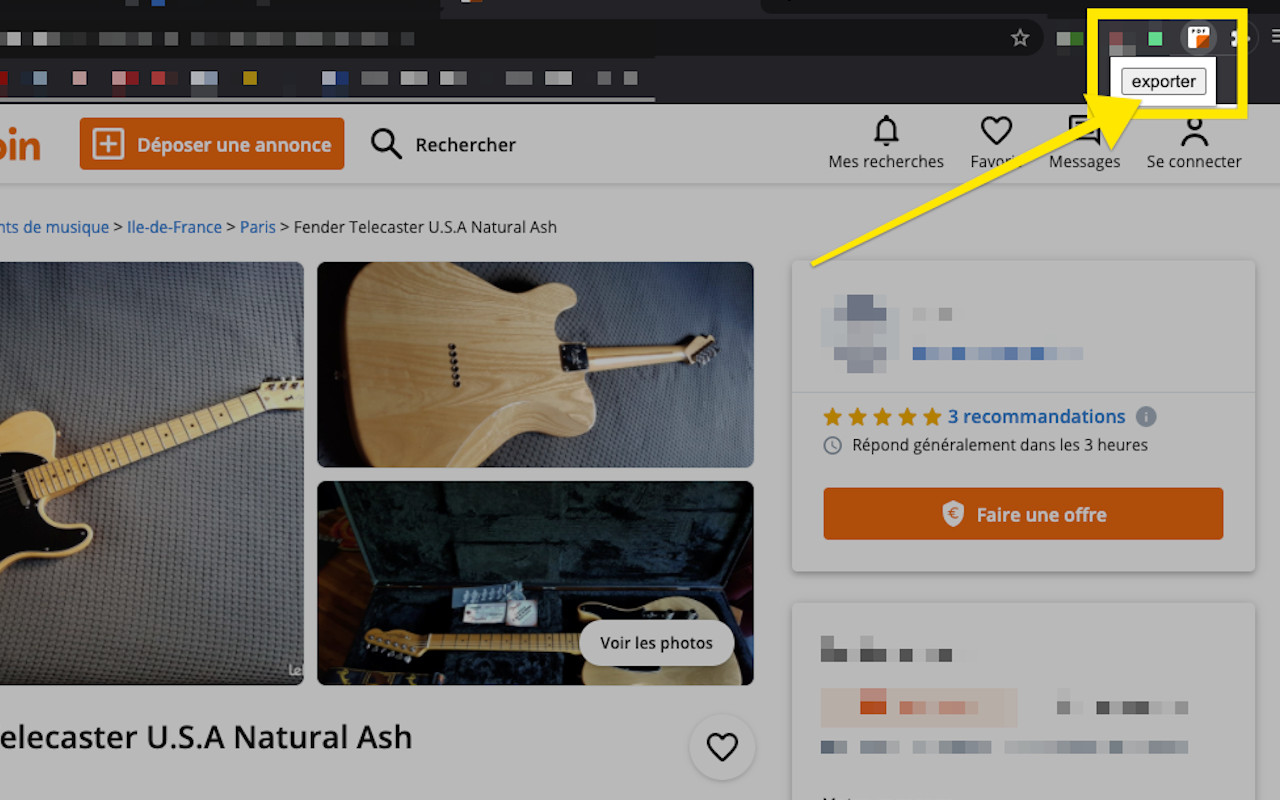 PDF
exporter
oin
Déposer une annonce
Rechercher
Mes recherches
Favoris
Messages
Se connecter
nts de musique > Ile-de-France > Paris > Fender Telecaster U.S.A Natural Ash
3 recommandations
Répond généralement dans les 3 heures
Faire une offre
Voir les photos
elecaster U.S.A Natural Ash